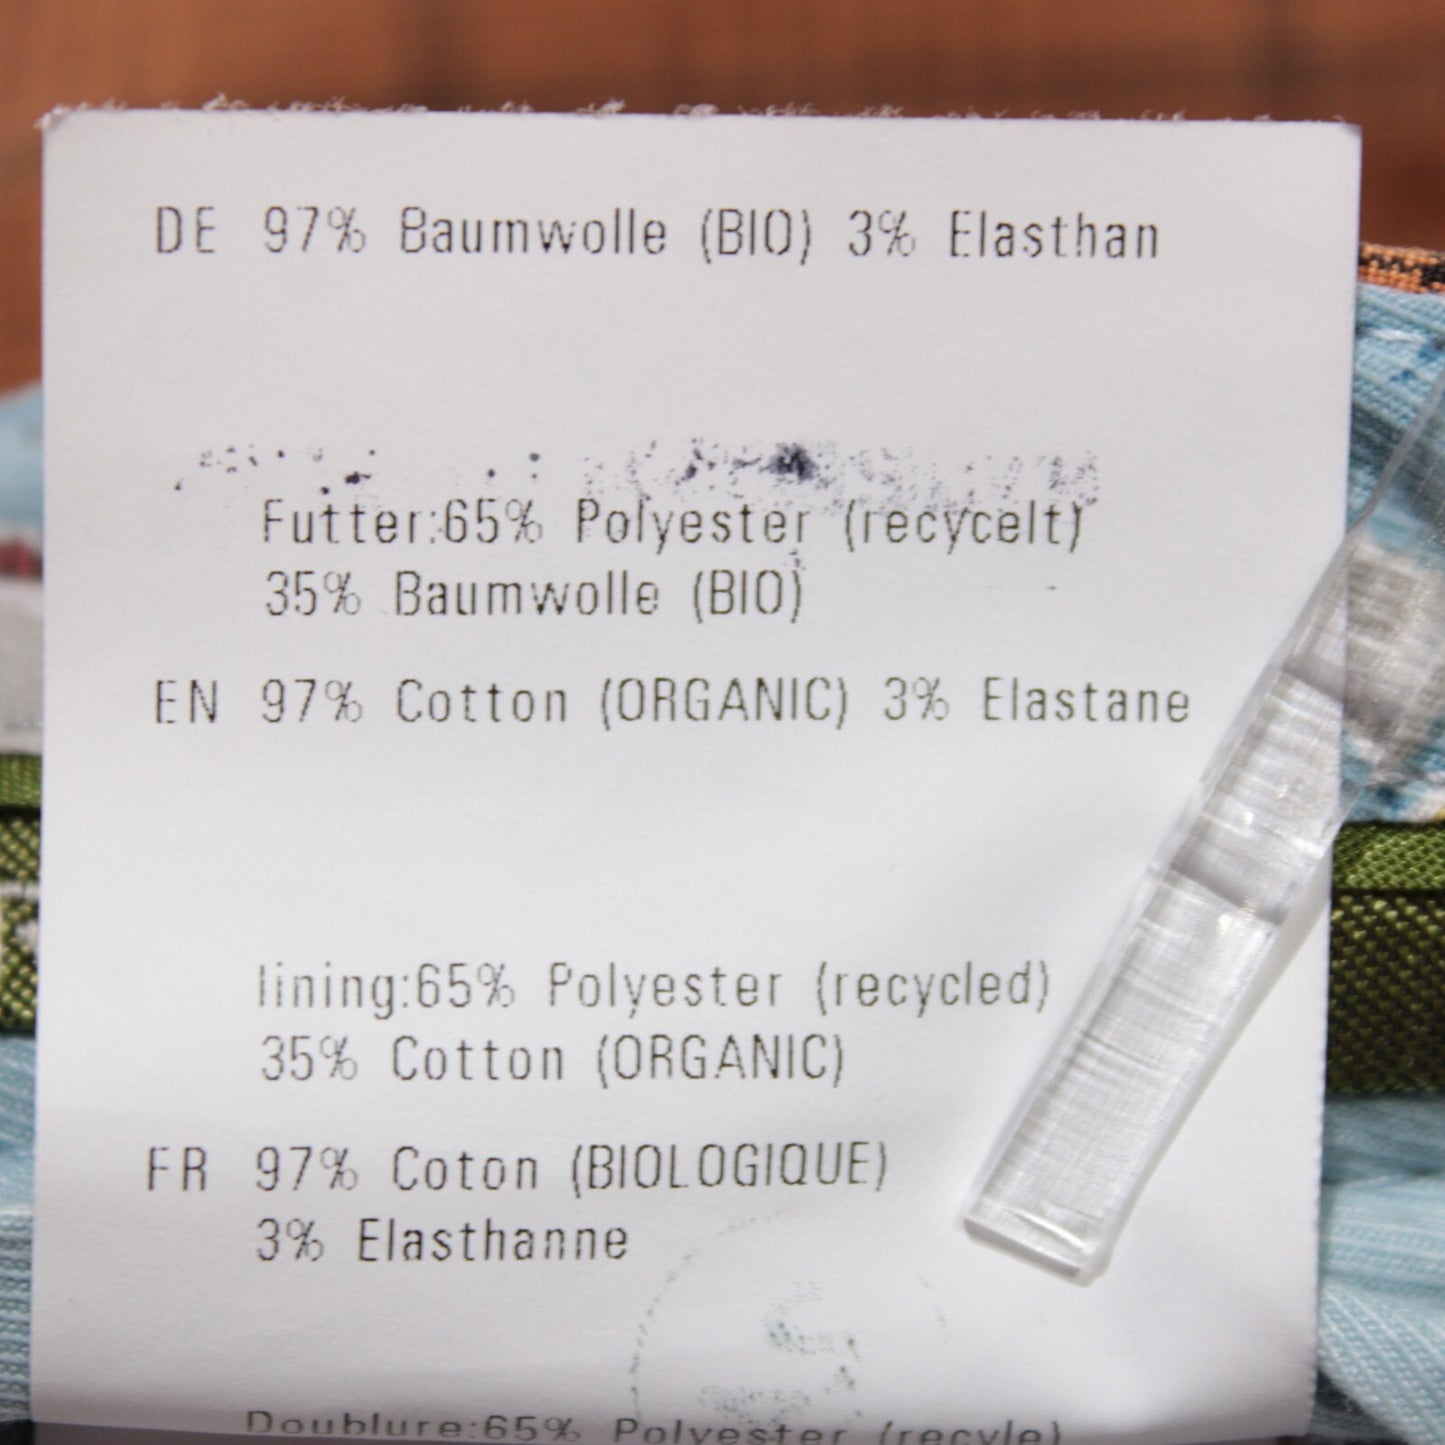 DE 97% Baumwolle (BIO) 3% Elasthan
Futter:65% Polyester (recycelt)
35% Baumwolle (BIO)
EN 97% Cotton (ORGANIC) 3% Elastane
lining:65% Polyester (recycled)
35% Cotton (ORGANIC)
FR 97% Coton (BIOLOGIQUE)
3% Elasthanne
Doublure:65% Polyester (recyle)